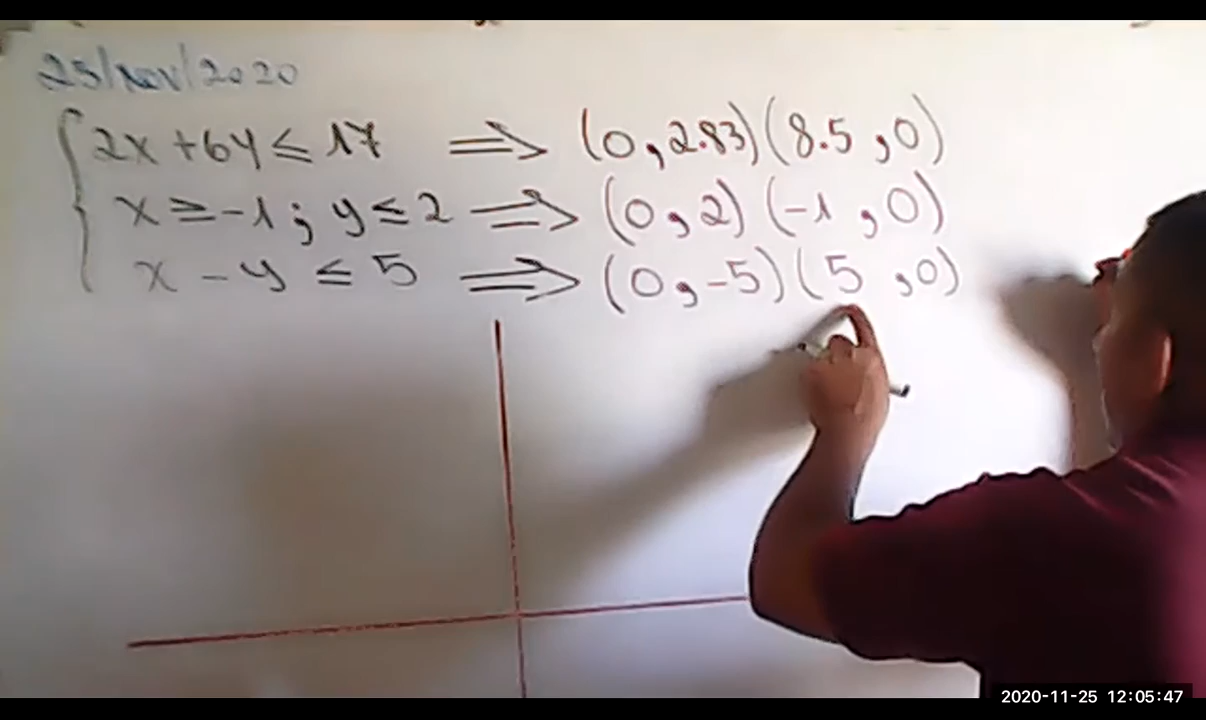 25/Nov/2020
2x + 6y ≤ 17 ⟹ (0, 2.83) (8.5, 0)
x ≥ -1; y ≤ 2 ⟹ (0, 2) (-1, 0)
x - y ≤ 5 ⟹ (0, -5) (5, 0)
2020-11-25 12:05:47